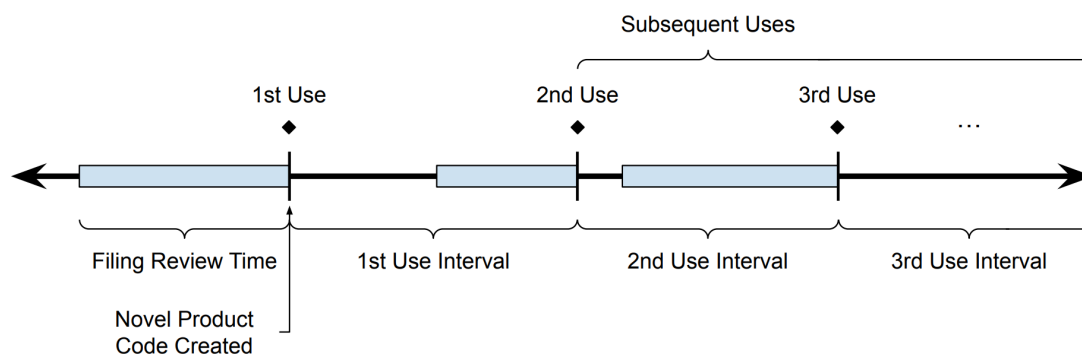 Subsequent Uses
1st Use
2nd Use
3rd Use
...
Filing Review Time
1st Use Interval
2nd Use Interval
3rd Use Interval
Novel Product
Code Created